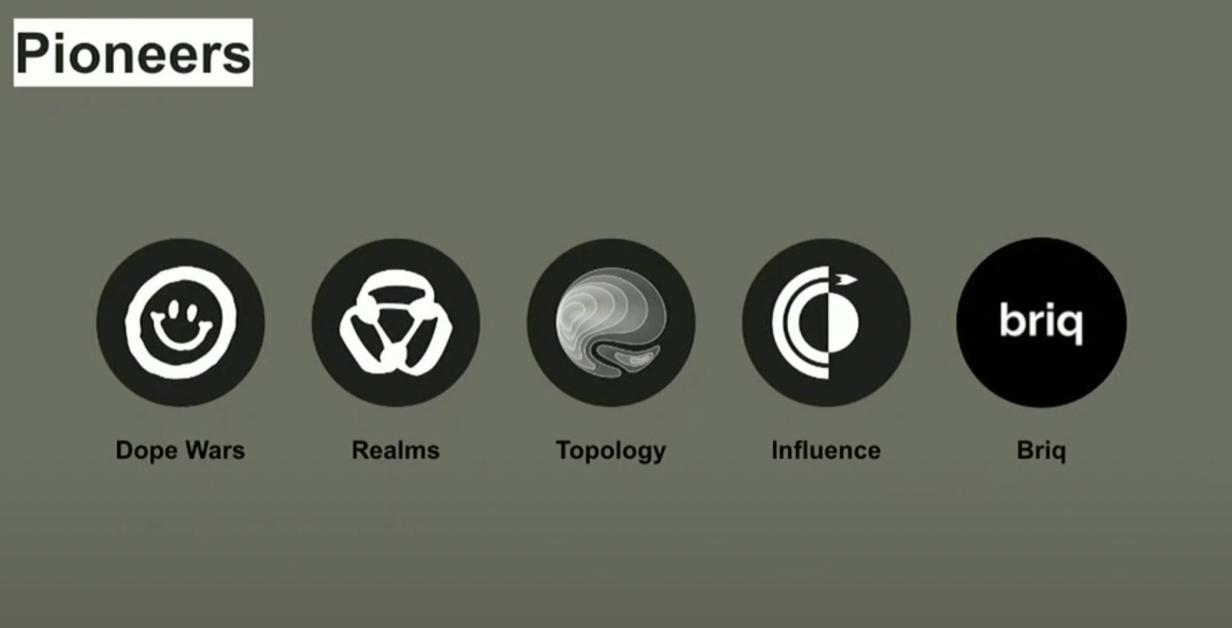 Pioneers
briq
Dope Wars
Realms
Topology
Influence
Briq